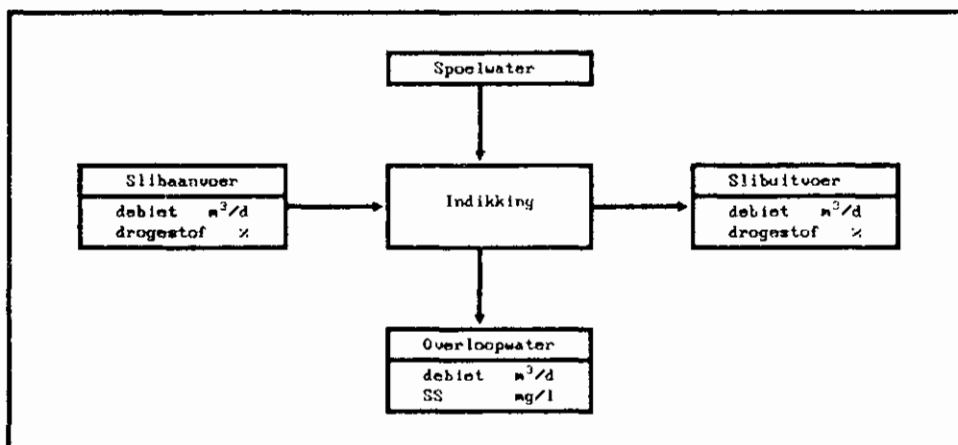 Spoelwater
Slibaanvoer
debiet m³/d
drogestof %
Indikking
Slibuitvoer
debiet m³/d
drogestof %
Overloopwater
debiet m³/d
SS mg/l